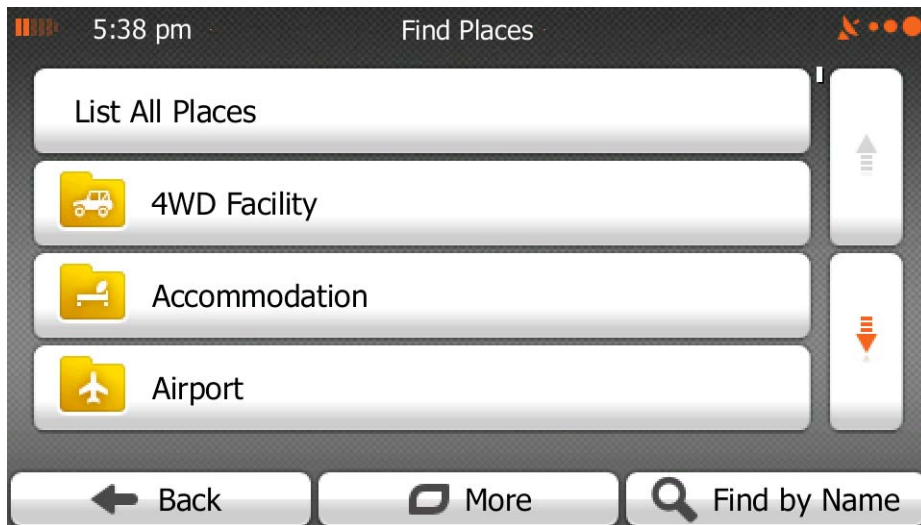 5:38 pm Find Places
List All Places
4WD Facility
Accommodation
Airport
Back More Find by Name